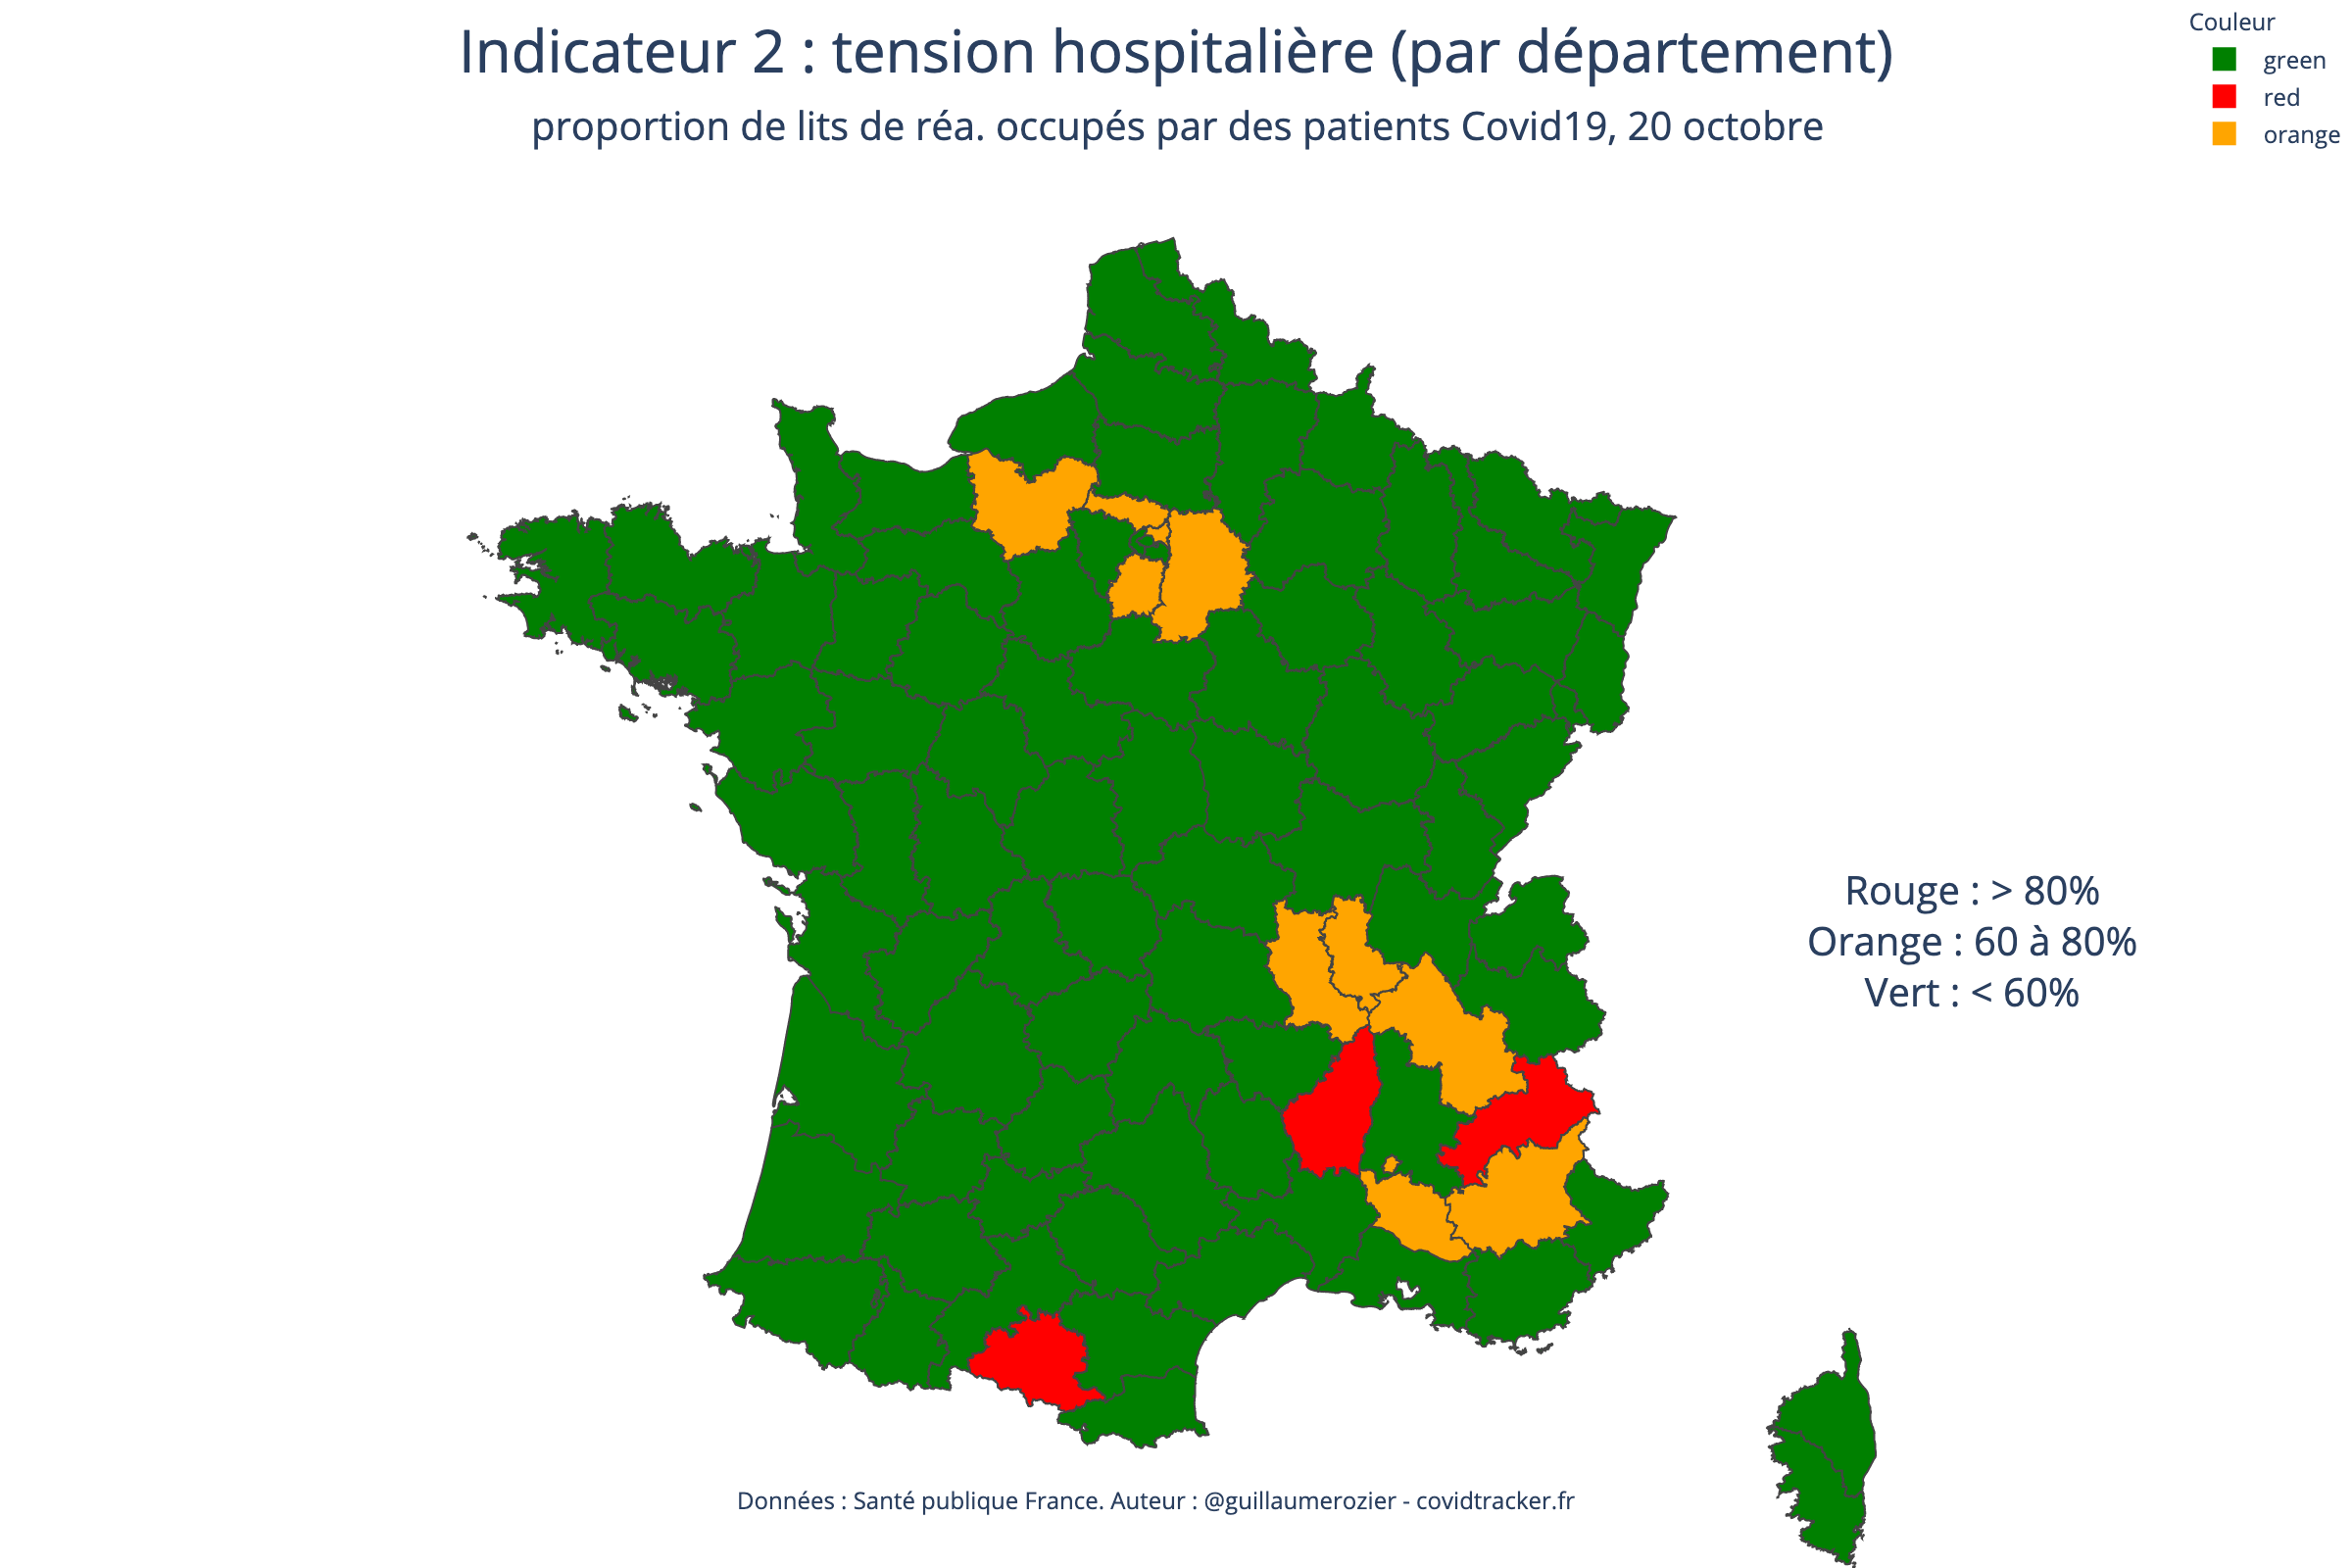 Indicateur 2 : tension hospitalière (par département)
proportion de lits de réa. occupés par des patients Covid19, 20 octobre
Couleur
green
red
orange
Rouge : > 80%
Orange : 60 à 80%
Vert : < 60%
Données : Santé publique France. Auteur : @guillaumerozier - covidtracker.fr